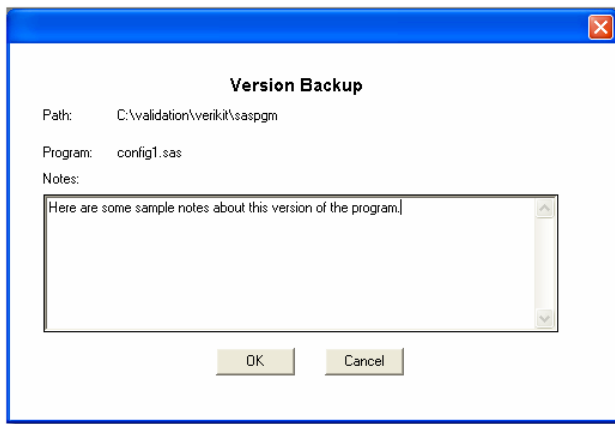 Version Backup
Path: C:\validation\verikit\saspgm
Program: config1.sas
Notes:
Here are some sample notes about this version of the program.
OK Cancel